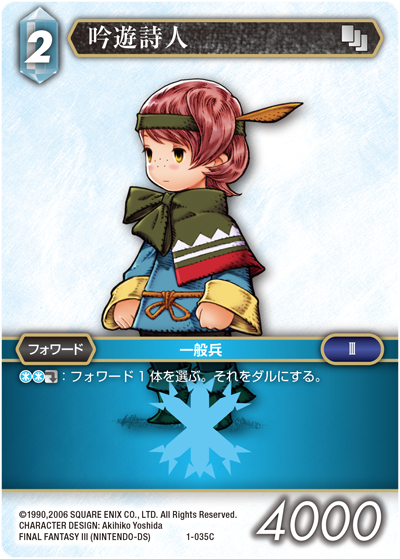 2
吟遊詩人
フォワード
一般兵
III
：フォワード1体を選ぶ。それをダルにする。
©1990,2006 SQUARE ENIX CO., LTD. All Rights Reserved.
CHARACTER DESIGN: Akihiko Yoshida
FINAL FANTASY III (NINTENDO-DS) 1-035C
4000